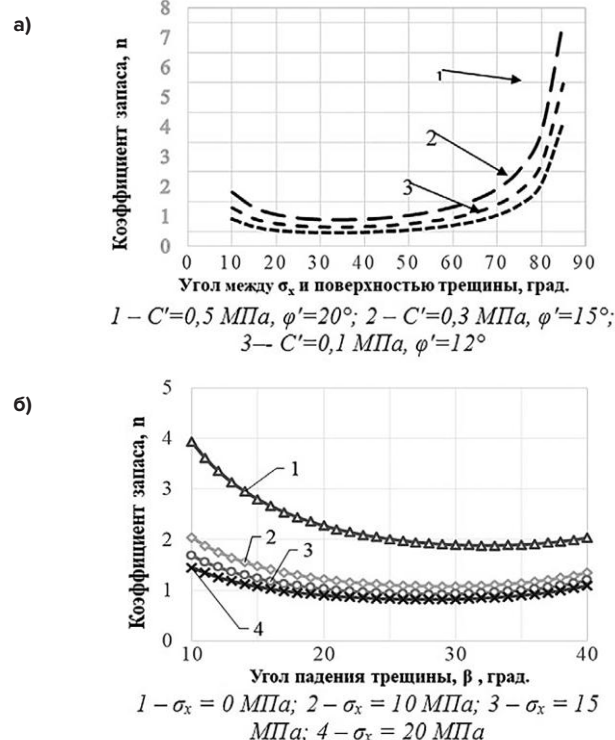 а)
Коэффициент запаса, n
8
7
6
5
4
3
2
1
0
1
2
3
0 10 20 30 40 50 60 70 80 90
Угол между σₓ и поверхностью трещины, град.
1 – C'=0,5 МПа, φ'=20°; 2 – C'=0,3 МПа, φ'=15°;
3–- C'=0,1 МПа, φ'=12°
б)
Коэффициент запаса, n
5
4
3
2
1
0
1
2
3
4
10 20 30 40
Угол падения трещины, β , град.
1 – σₓ = 0 МПа; 2 – σₓ = 10 МПа; 3 – σₓ = 15
МПа; 4 – σₓ = 20 МПа